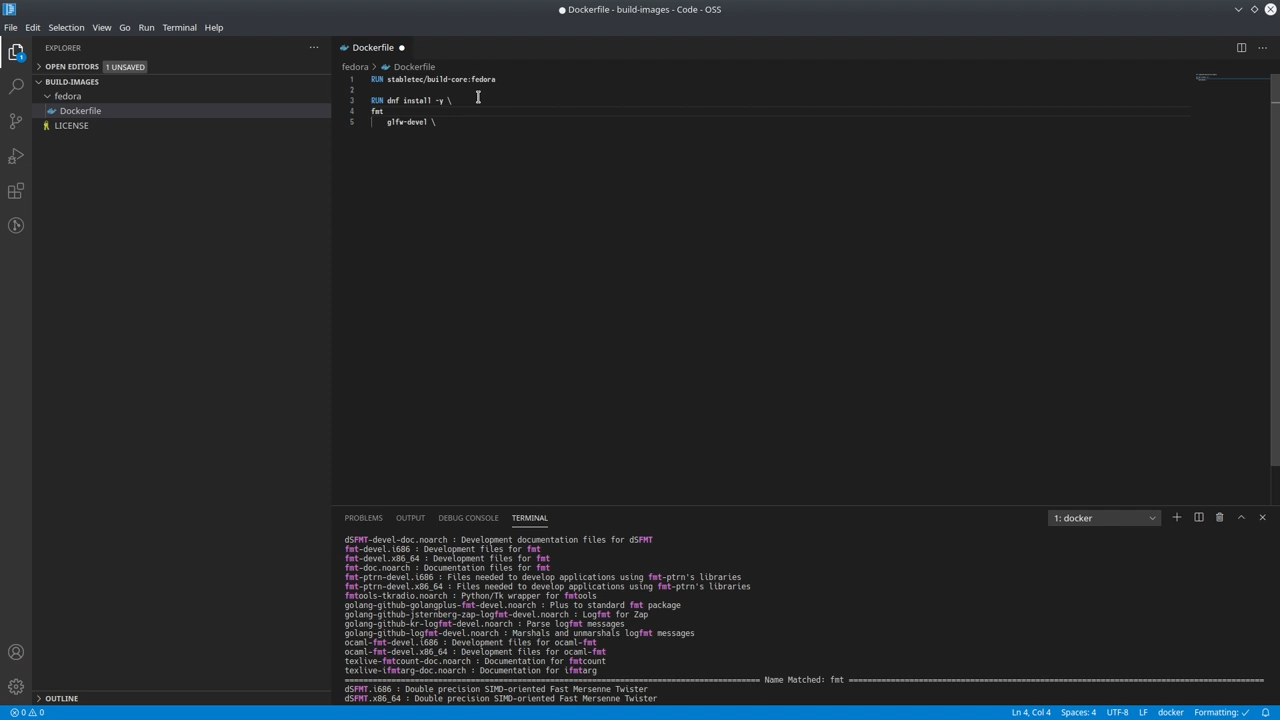 Dockerfile - build-images - Code - OSS
File Edit Selection View Go Run Terminal Help
EXPLORER
Dockerfile
OPEN EDITORS 1 UNSAVED
fedora > Dockerfile
BUILD-IMAGES
fedora
Dockerfile
LICENSE
1 RUN stabletec/build-core:fedora
2
3 RUN dnf install -y \
4 fmt
5 glfw-devel \
PROBLEMS OUTPUT DEBUG CONSOLE TERMINAL 1: docker
dSFMT-devel-doc.noarch : Development documentation files for dSFMT
fmt-devel.i686 : Development files for fmt
fmt-devel.x86_64 : Development files for fmt
fmt-doc.noarch : Documentation files for fmt
fmt-ptrn-devel.i686 : Files needed to develop applications using fmt-ptrn's libraries
fmt-ptrn-devel.x86_64 : Files needed to develop applications using fmt-ptrn's libraries
fmtools-tkradio.noarch : Python/Tk wrapper for fmtools
golang-github-golangplus-fmt-devel.noarch : Plus to standard fmt package
golang-github-jsternberg-zap-logfmt-devel.noarch : Logfmt for Zap
golang-github-kr-logfmt-devel.noarch : Parse logfmt messages
golang-github-logfmt-devel.noarch : Marshals and unmarshals logfmt messages
ocaml-fmt-devel.i686 : Development files for ocaml-fmt
ocaml-fmt-devel.x86_64 : Development files for ocaml-fmt
texlive-fmtcount-doc.noarch : Documentation for fmtcount
texlive-ifmtarg-doc.noarch : Documentation for ifmtarg
Name Matched: fmt
dSFMT.i686 : Double precision SIMD-oriented Fast Mersenne Twister
dSFMT.x86_64 : Double precision SIMD-oriented Fast Mersenne Twister
OUTLINE
0 0 Ln 4, Col 4 Spaces: 4 UTF-8 LF docker Formatting: ✓